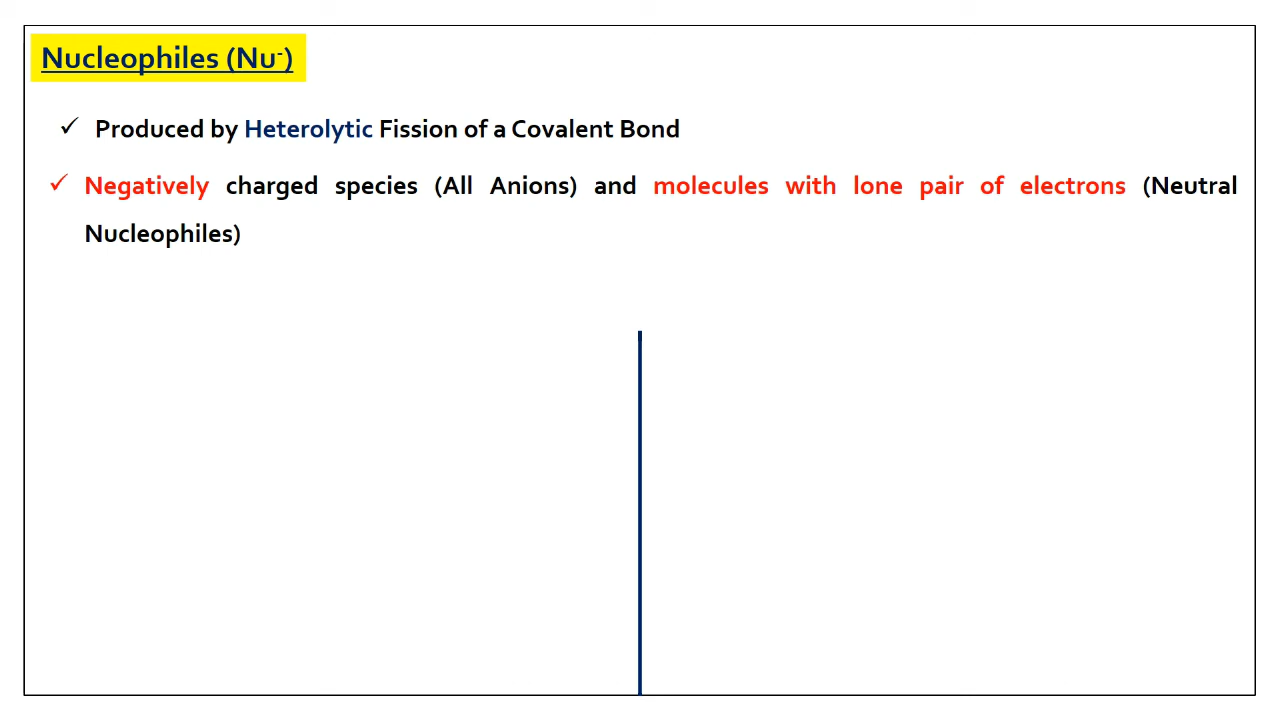 Nucleophiles (Nu⁻)
✓ Produced by Heterolytic Fission of a Covalent Bond
✓ Negatively charged species (All Anions) and molecules with lone pair of electrons (Neutral
Nucleophiles)